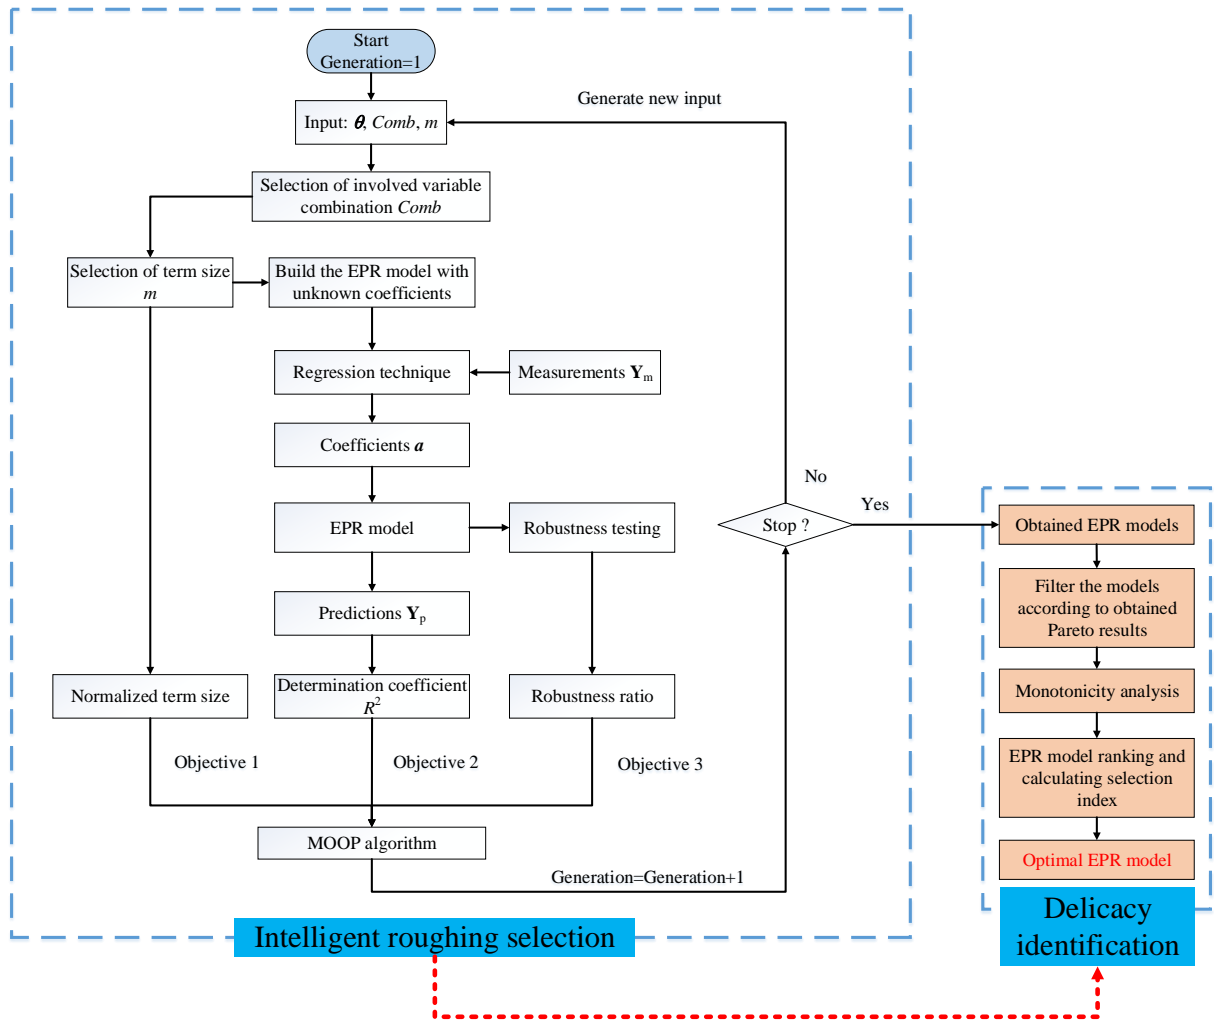 Start
Generation=1
Generate new input
Input: θ, Comb, m
Selection of involved variable
combination Comb
Selection of term size
m
Build the EPR model with
unknown coefficients
Regression technique
Measurements Yₘ
Coefficients a
No
Yes
EPR model
Robustness testing
Stop ?
Obtained EPR models
Filter the models
according to obtained
Pareto results
Predictions Yₚ
Normalized term size
Determination coefficient
R²
Robustness ratio
Monotonicity analysis
Objective 1
Objective 2
Objective 3
EPR model ranking and
calculating selection
index
MOOP algorithm
Optimal EPR model
Generation=Generation+1
Intelligent roughing selection
Delicacy
identification